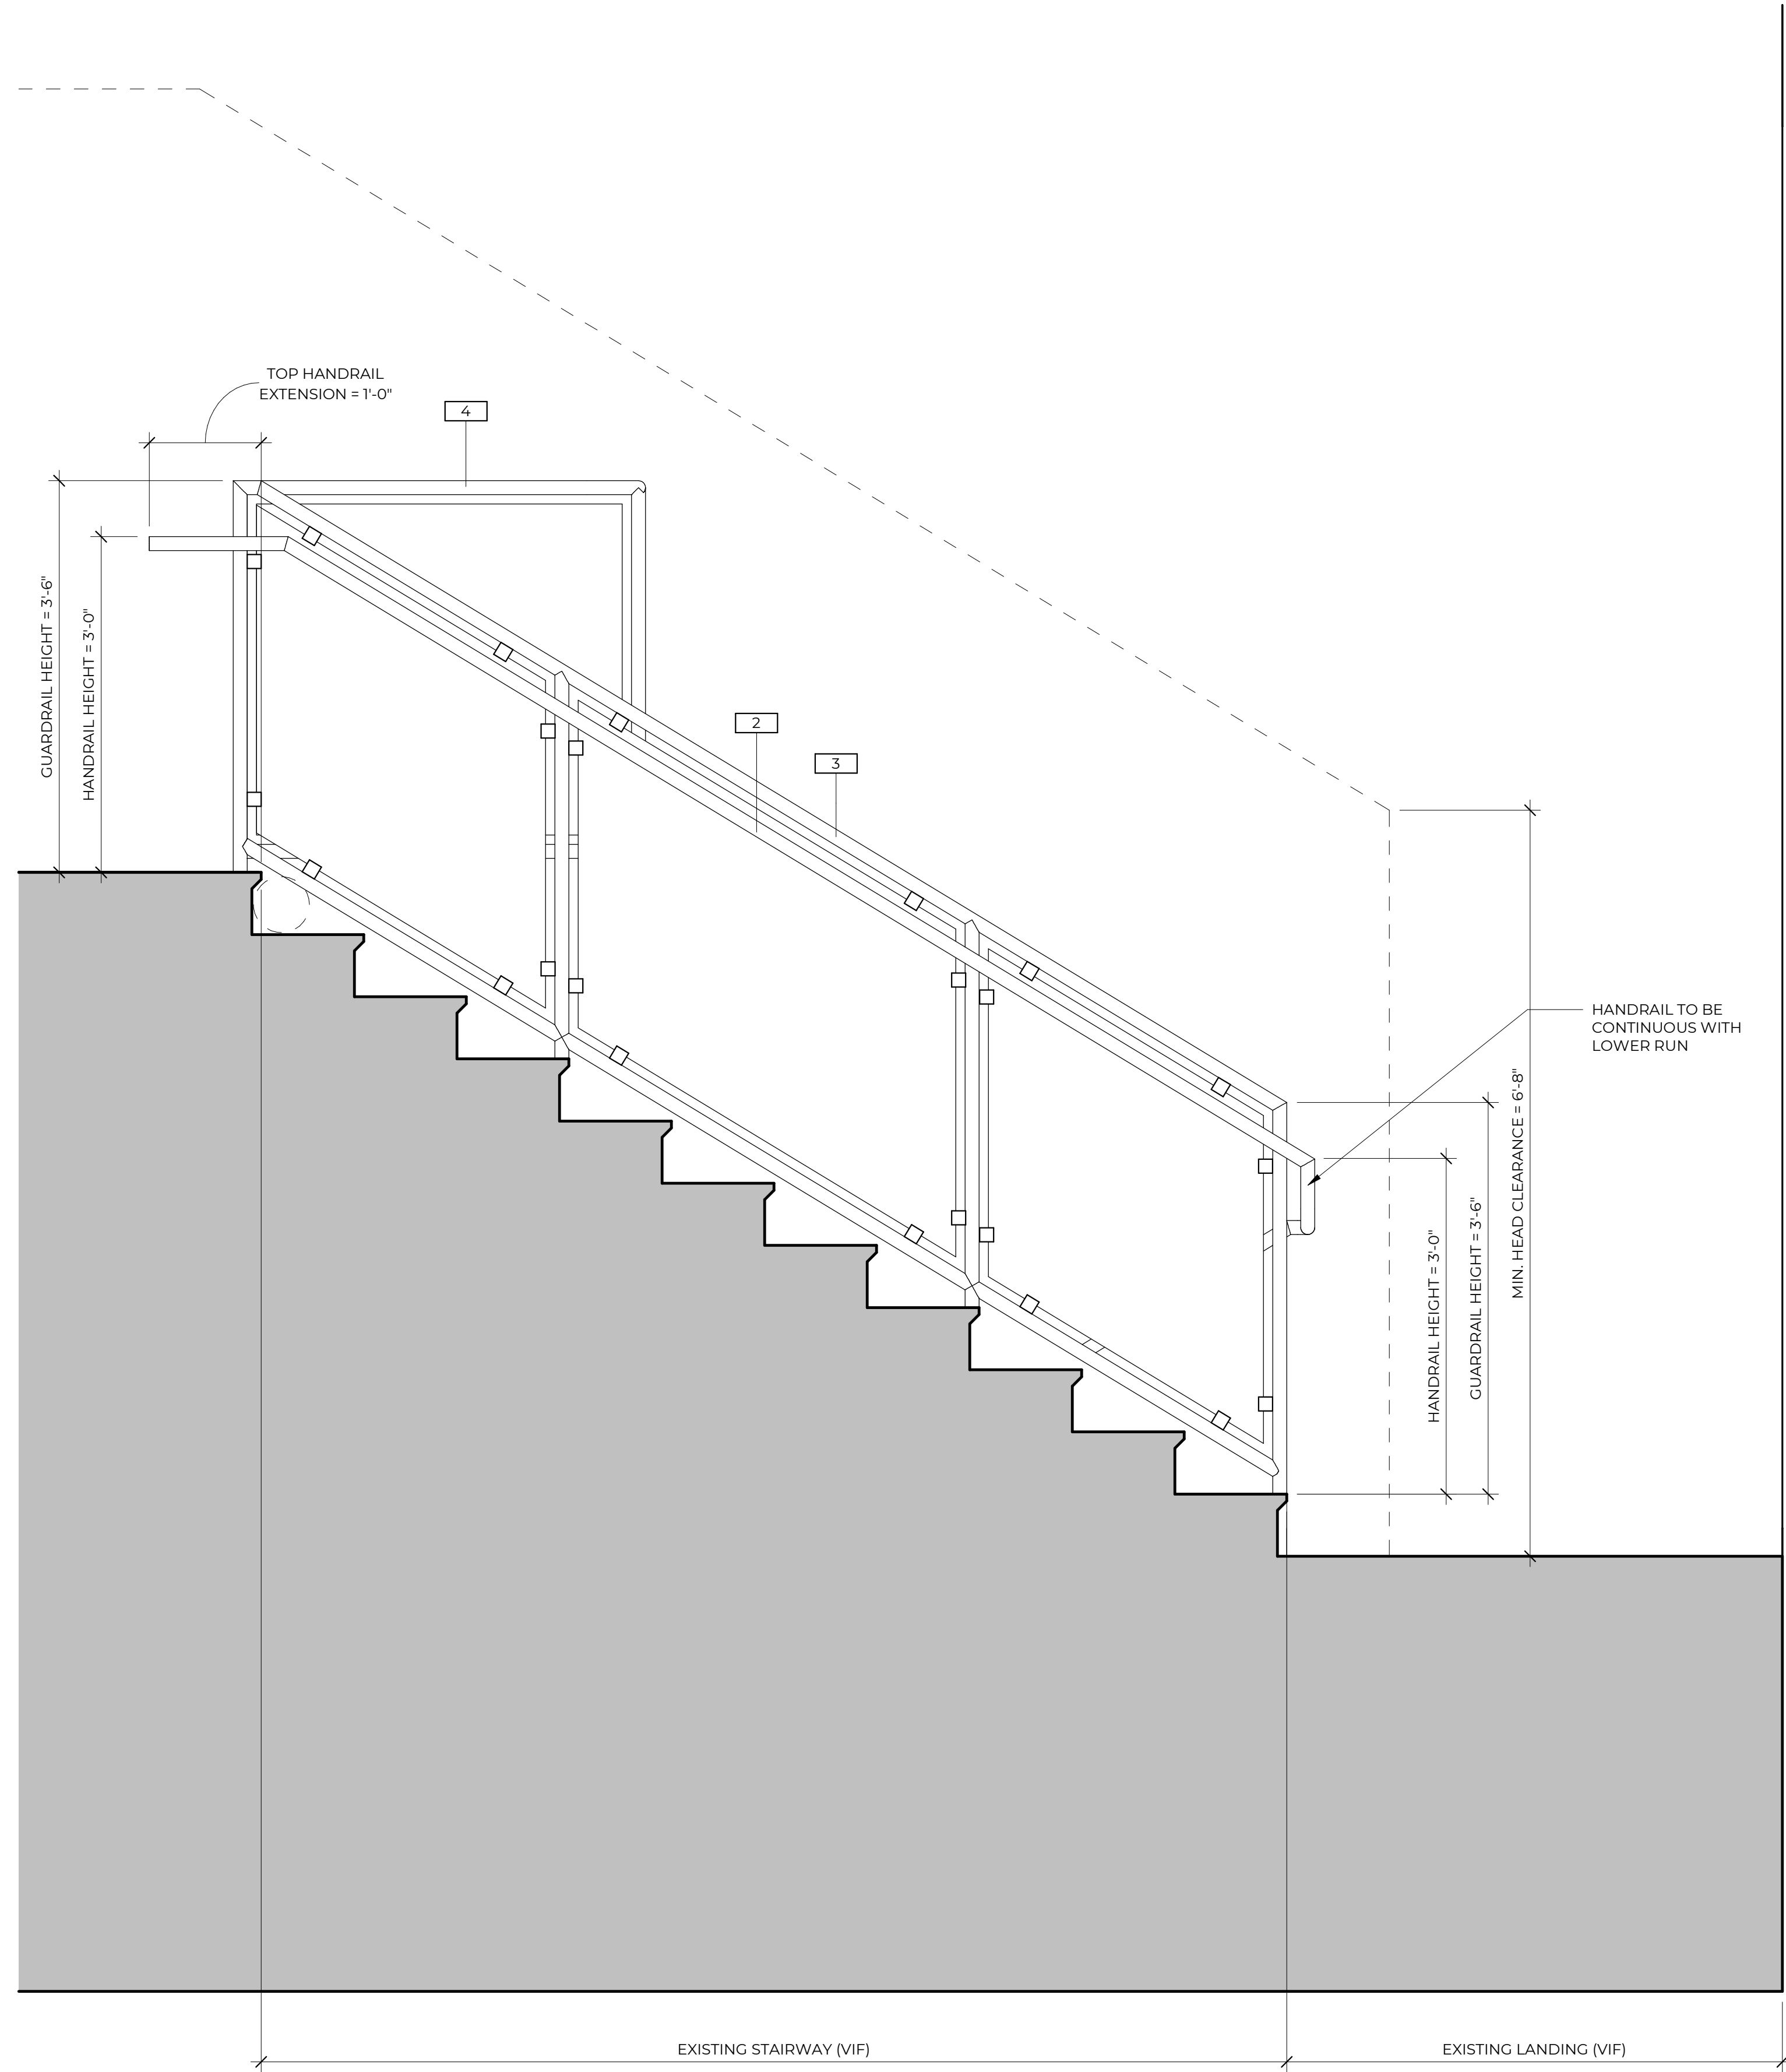 TOP HANDRAIL
EXTENSION = 1'-0"
4
GUARDRAIL HEIGHT = 3'-6"
HANDRAIL HEIGHT = 3'-0"
2
3
HANDRAIL TO BE
CONTINUOUS WITH
LOWER RUN
HANDRAIL HEIGHT = 3'-0"
GUARDRAIL HEIGHT = 3'-6"
MIN. HEAD CLEARANCE = 6'-8"
EXISTING STAIRWAY (VIF)
EXISTING LANDING (VIF)